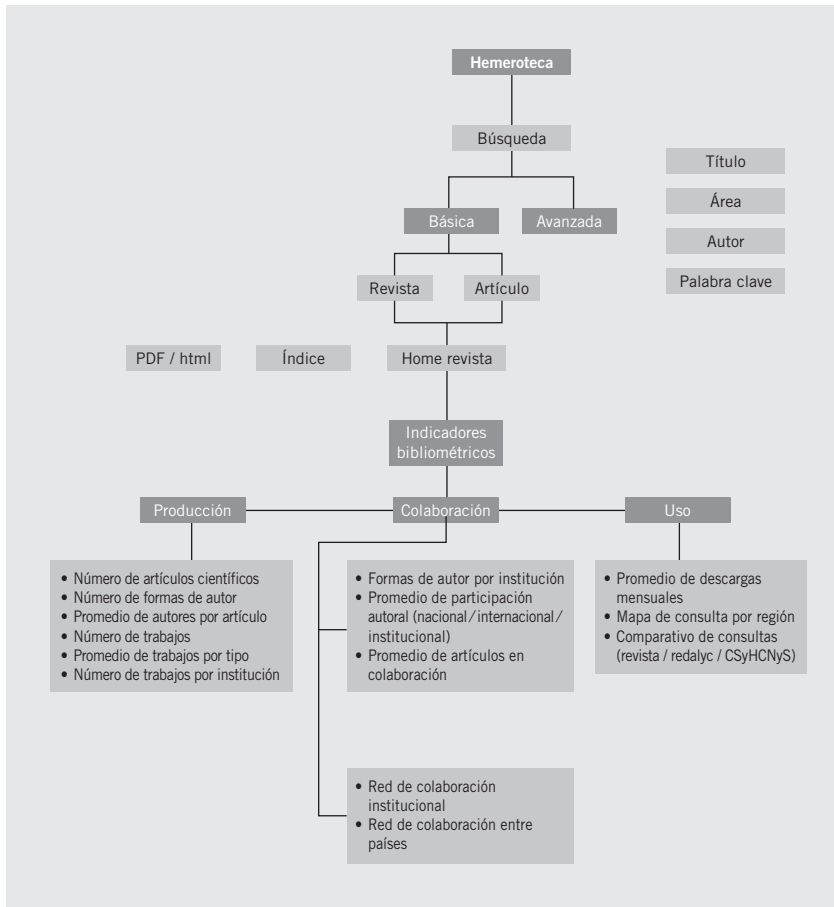 Hemeroteca
Búsqueda
Título
Área
Autor
Palabra clave
Básica
Avanzada
Revista
Artículo
PDF / html
Índice
Home revista
Indicadores
bibliométricos
Producción
Colaboración
Uso
• Número de artículos científicos
• Número de formas de autor
• Promedio de autores por artículo
• Número de trabajos
• Promedio de trabajos por tipo
• Número de trabajos por institución
• Formas de autor por institución
• Promedio de participación
autoral (nacional/internacional/
institucional)
• Promedio de artículos en
colaboración
• Promedio de descargas
mensuales
• Mapa de consulta por región
• Comparativo de consultas
(revista / redalyc / CSyHCNyS)
• Red de colaboración
institucional
• Red de colaboración entre
países